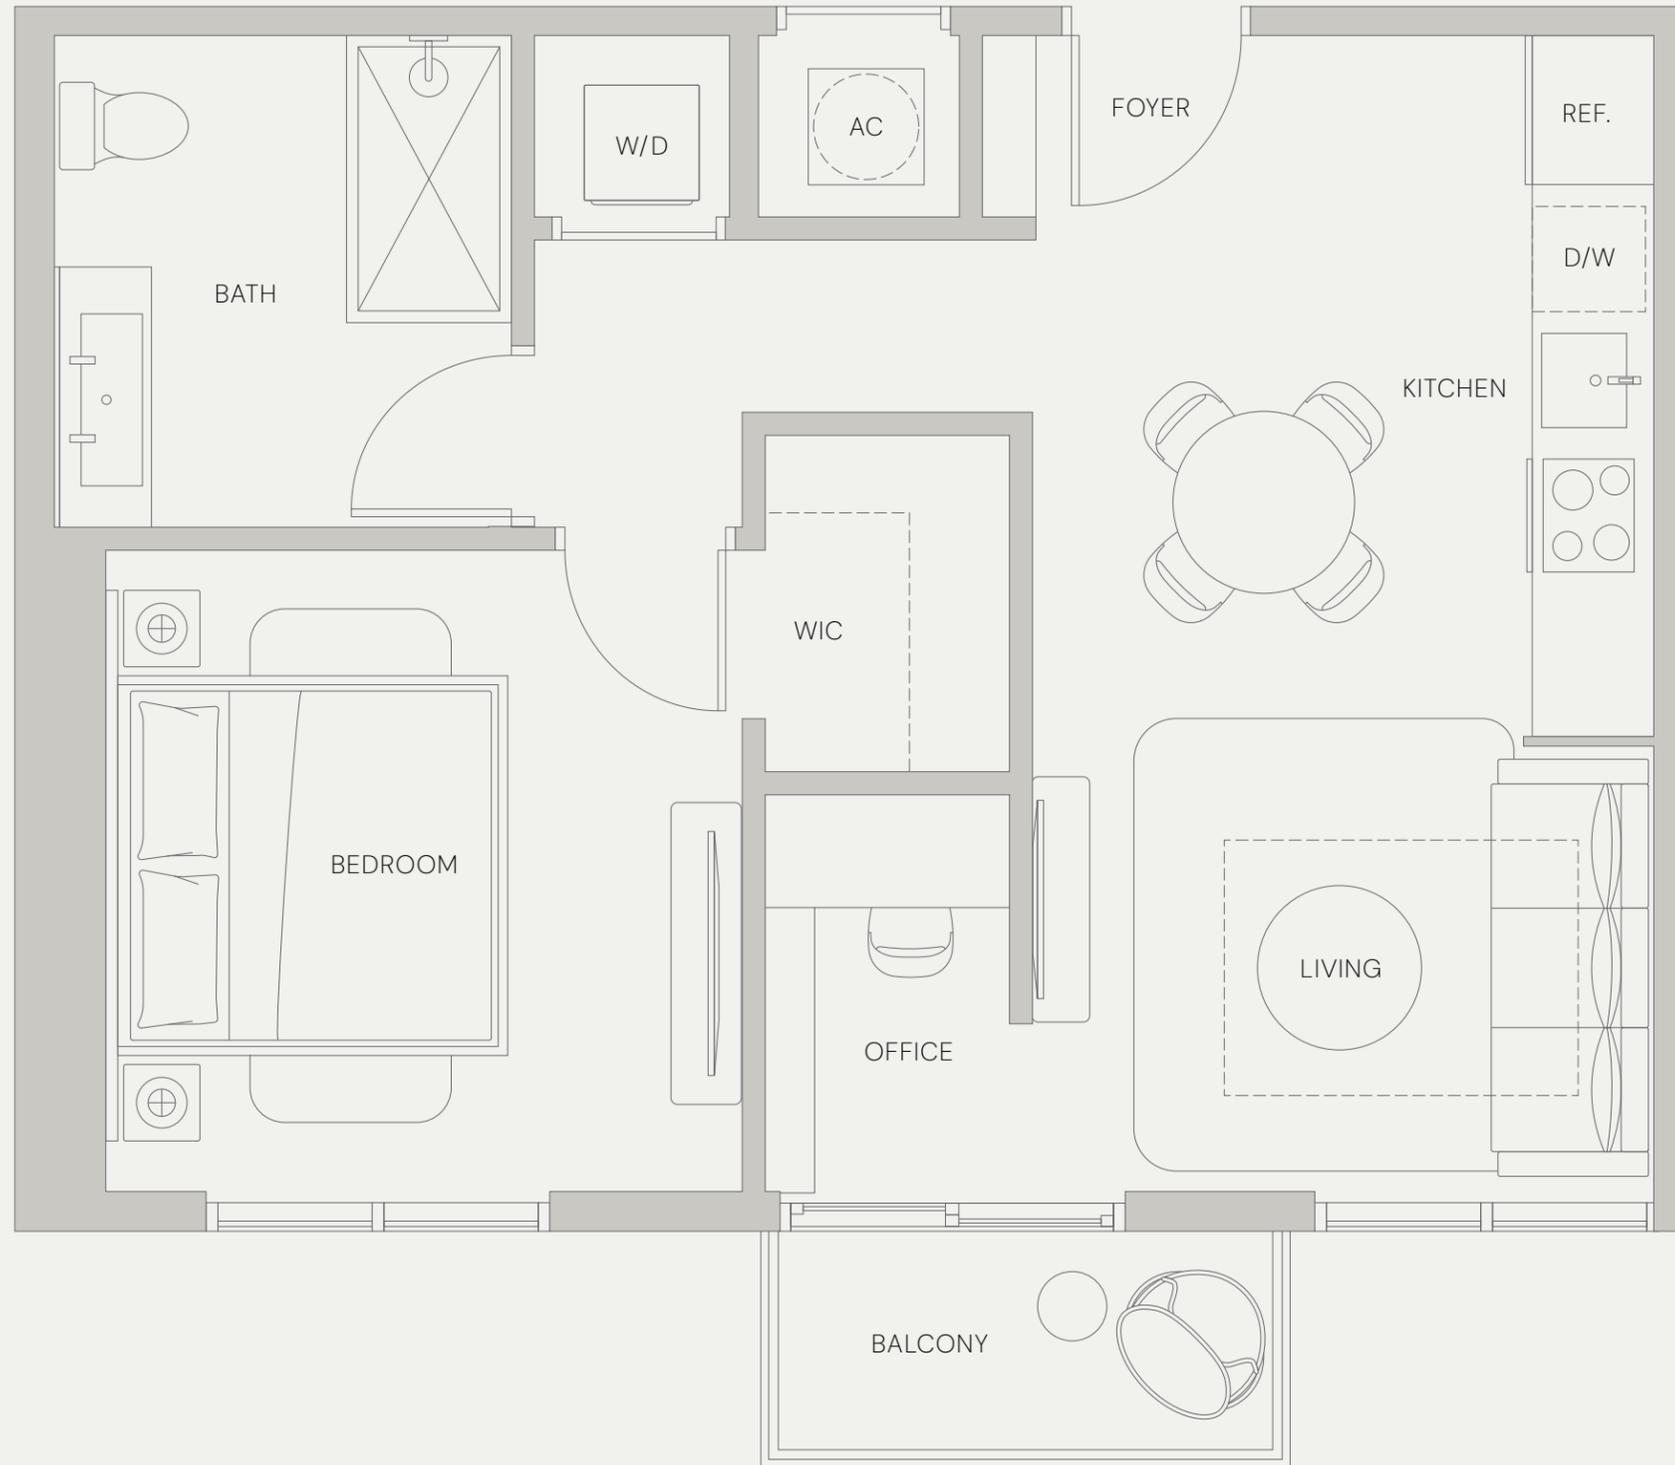 FOYER
REF.
AC
W/D
D/W
BATH
KITCHEN
WIC
BEDROOM
LIVING
OFFICE
BALCONY